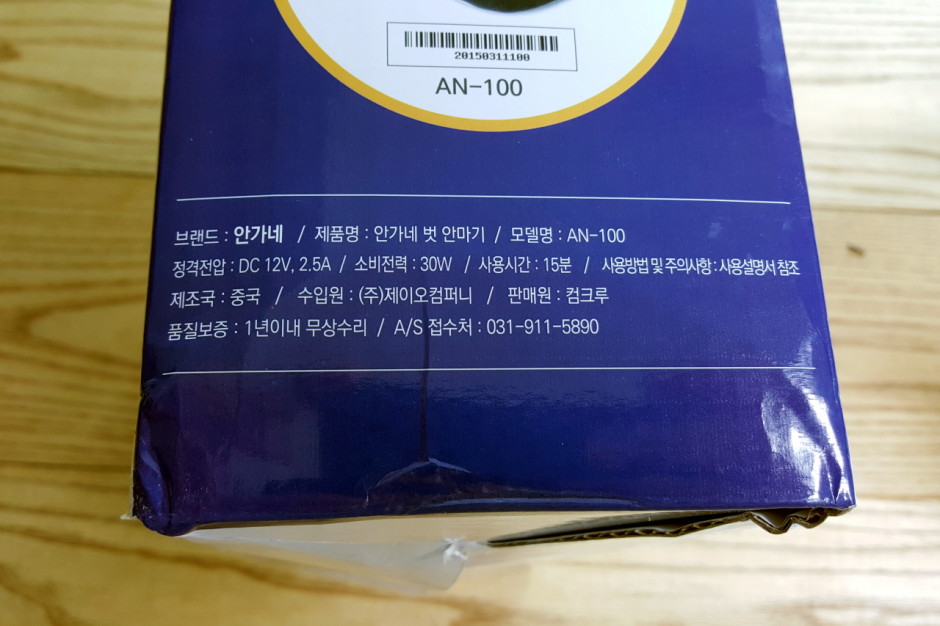 20150311100
AN-100
브랜드 : 안가네 / 제품명 : 안가네 벗 안마기 / 모델명 : AN-100
정격전압 : DC 12V, 2.5A / 소비전력 : 30W / 사용시간 : 15분 / 사용방법 및 주의사항 : 사용설명서 참조
제조국 : 중국 / 수입원 : (주)제이오컴퍼니 / 판매원 : 컴크루
품질보증 : 1년이내 무상수리 / A/S 접수처 : 031-911-5890